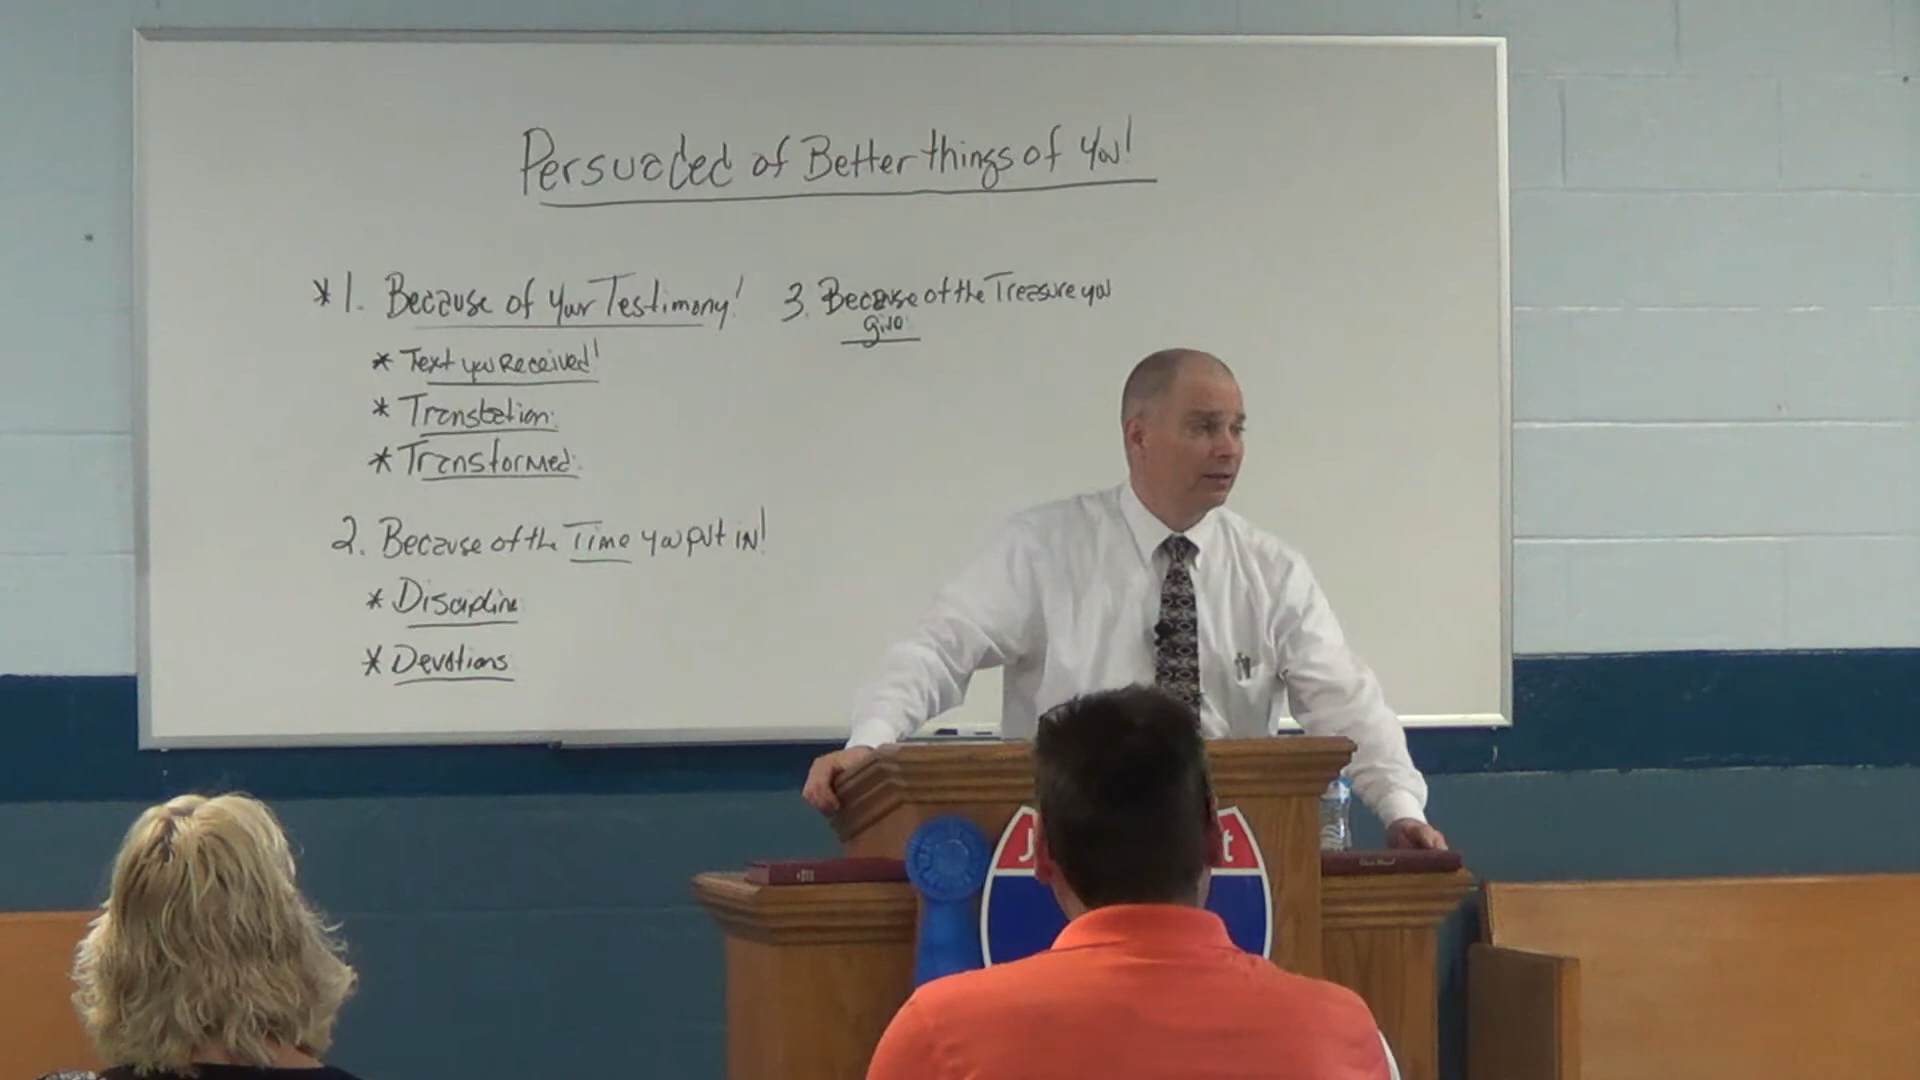 Persuaded of Better things of You!
* 1. Because of Your Testimony!
* Text you Received!
* Translation:
* Transformed:
2. Because of the Time you put in!
* Discipline
* Devotions
3. Because of the Treasure you
give: